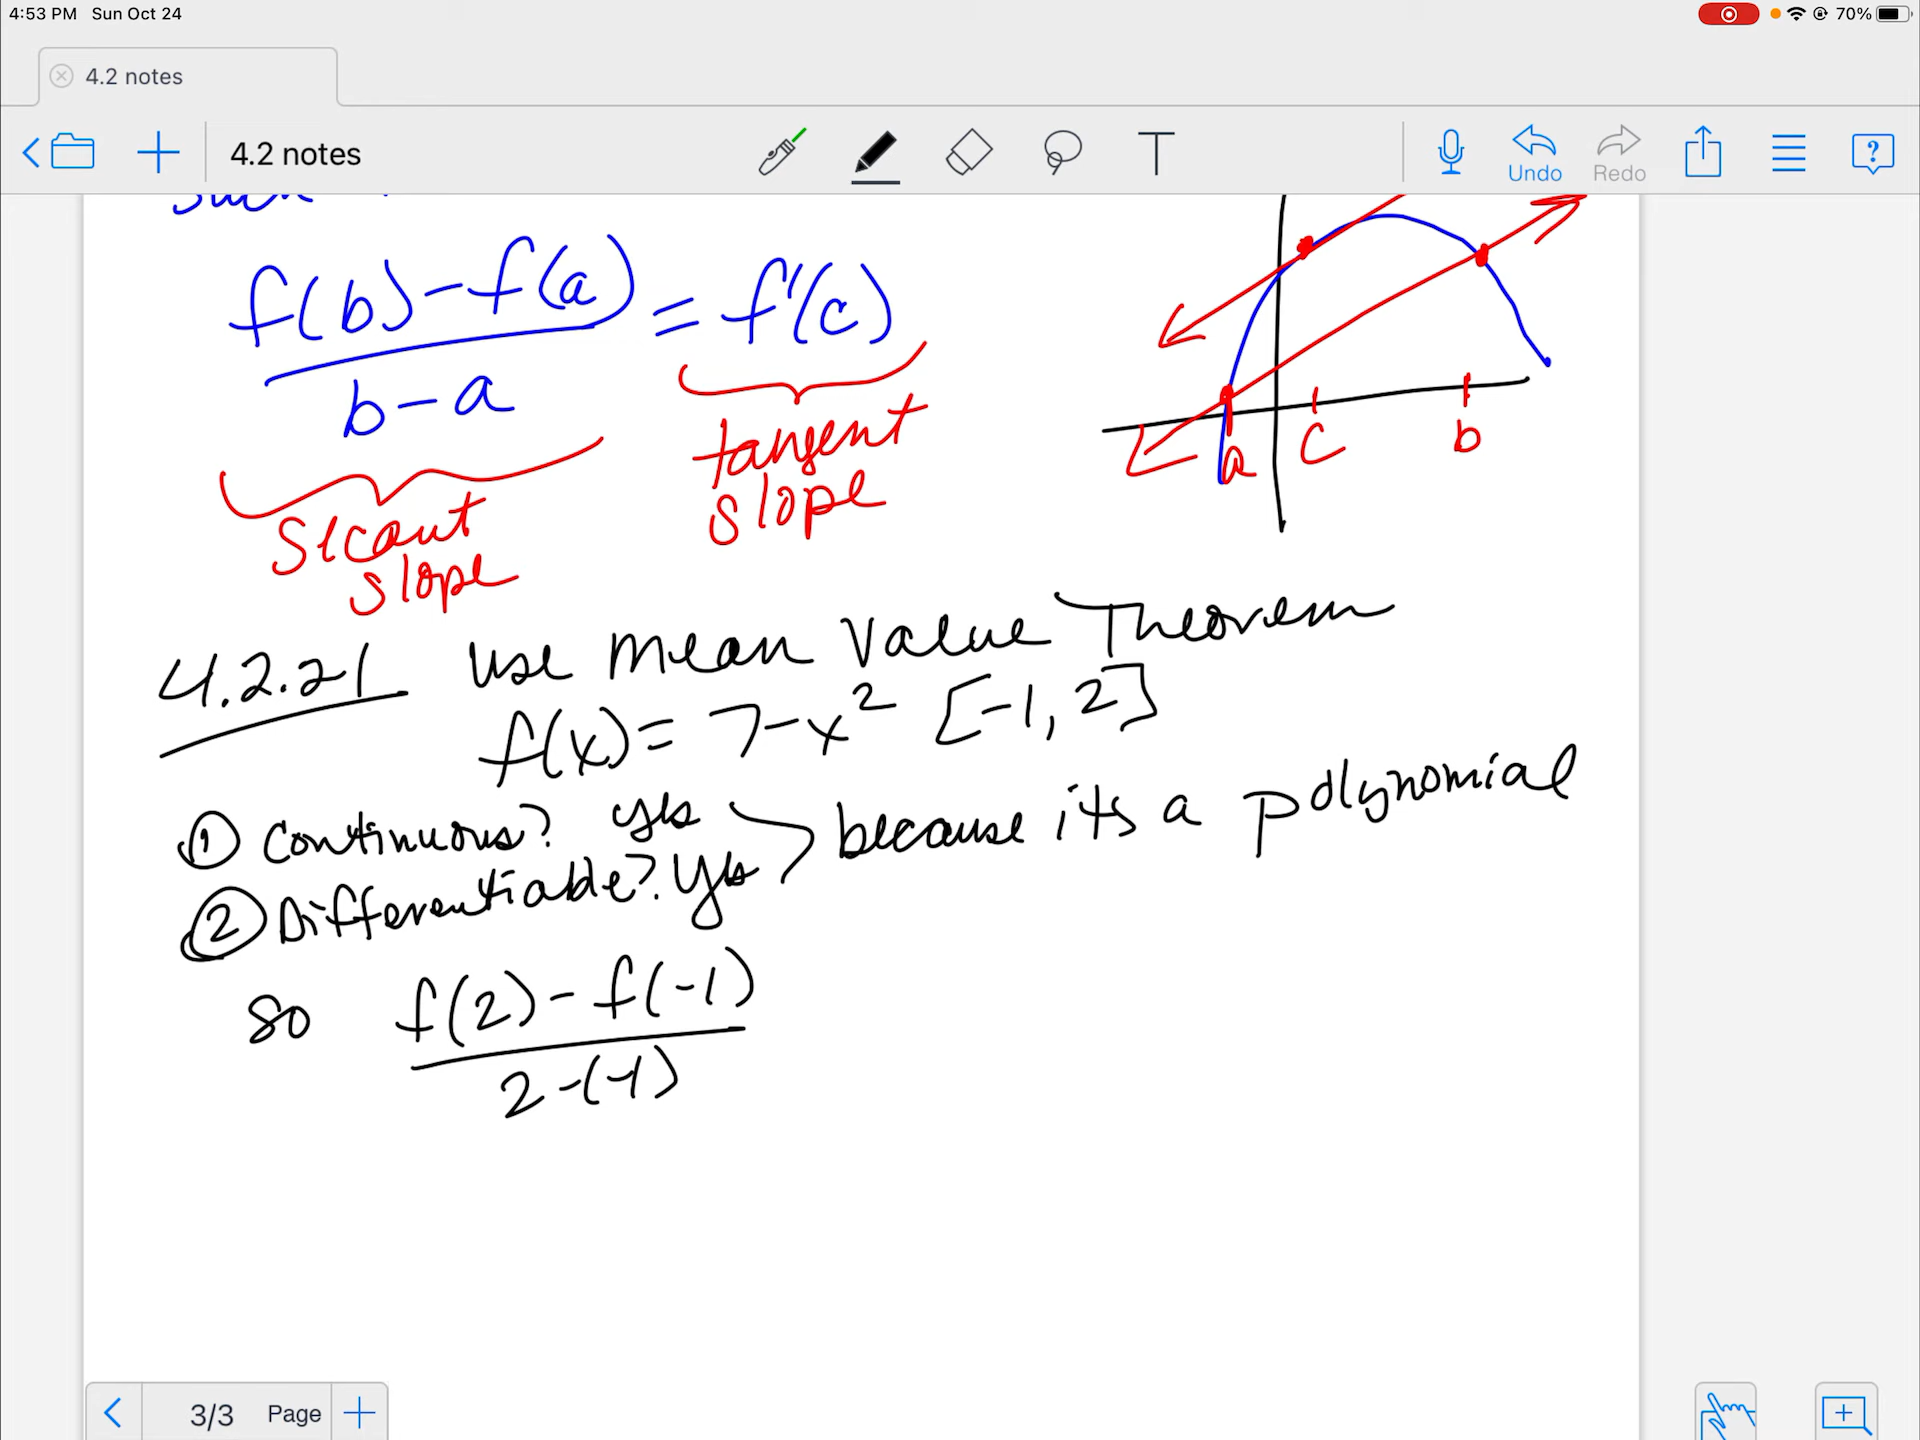 4:53 PM Sun Oct 24
70%
4.2 notes
4.2 notes
T
Undo
Redo
?
f(b)-f(a)
b-a
= f'(c)
secant
slope
tangent
slope
a c b
4.2.21 use Mean Value Theorem
f(x)= 7-x² [-1, 2]
① Continuous? yes
② Differentiable? yes
because its a polynomial
so f(2)-f(-1)
2-(-1)
3/3 Page